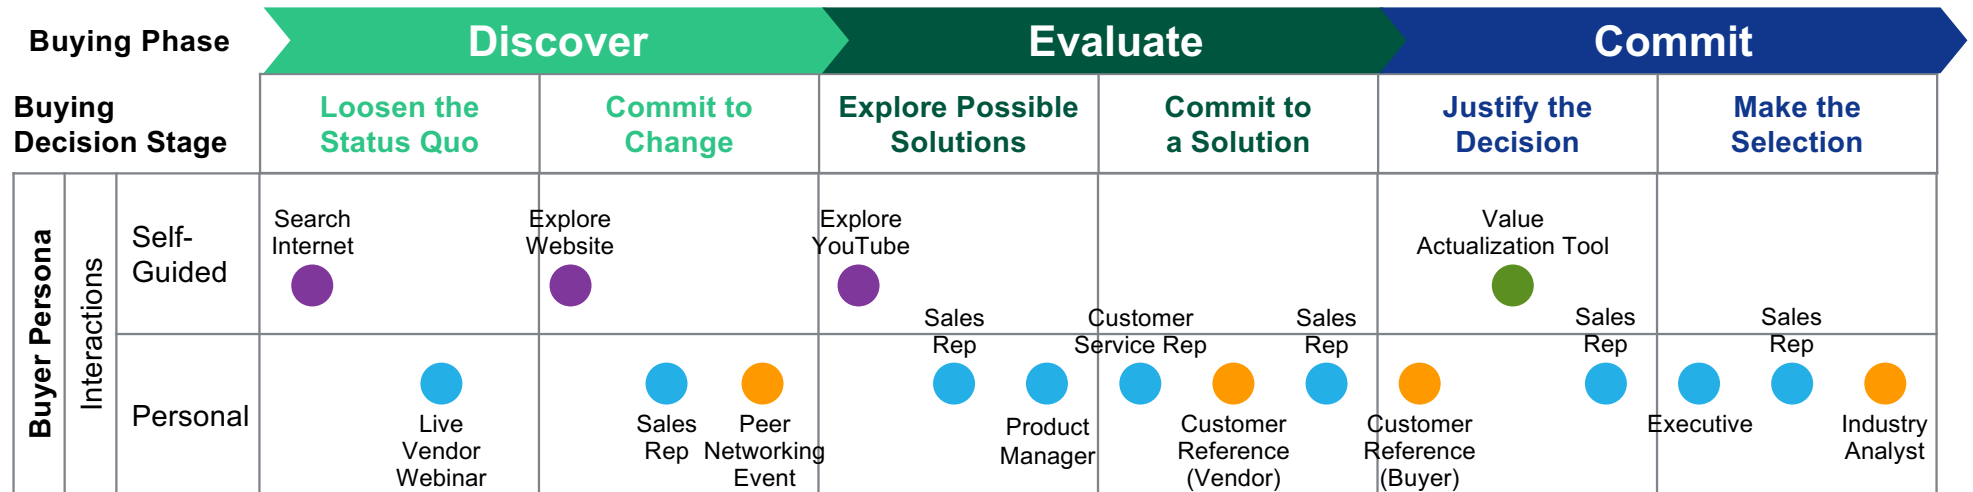 Buying Phase
Discover
Evaluate
Commit
Buying
Decision Stage
Loosen the
Status Quo
Commit to
Change
Explore Possible
Solutions
Commit to
a Solution
Justify the
Decision
Make the
Selection
Buyer Persona
Interactions
Self-
Guided
Search
Internet
Explore
Website
Explore
YouTube
Value
Actualization Tool
Personal
Live
Vendor
Webinar
Sales
Rep
Peer
Networking
Event
Sales
Rep
Product
Manager
Customer
Service Rep
Customer
Reference
(Vendor)
Sales
Rep
Customer
Reference
(Buyer)
Sales
Rep
Executive
Sales
Rep
Industry
Analyst